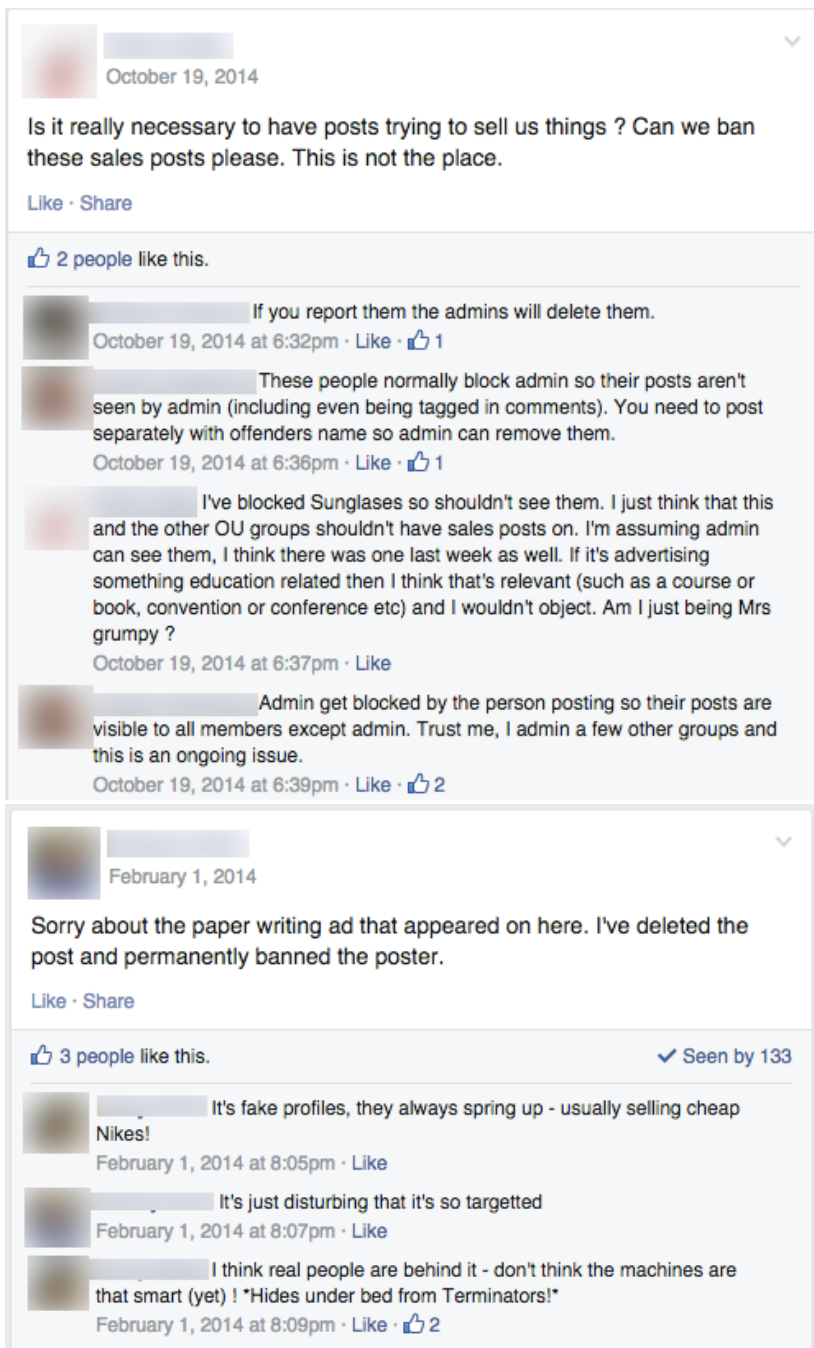 October 19, 2014
Is it really necessary to have posts trying to sell us things ? Can we ban
these sales posts please. This is not the place.
Like · Share
2 people like this.
If you report them the admins will delete them.
October 19, 2014 at 6:32pm · Like · 1
These people normally block admin so their posts aren't
seen by admin (including even being tagged in comments). You need to post
separately with offenders name so admin can remove them.
October 19, 2014 at 6:36pm · Like · 1
I've blocked Sunglases so shouldn't see them. I just think that this
and the other OU groups shouldn't have sales posts on. I'm assuming admin
can see them, I think there was one last week as well. If it's advertising
something education related then I think that's relevant (such as a course or
book, convention or conference etc) and I wouldn't object. Am I just being Mrs
grumpy ?
October 19, 2014 at 6:37pm · Like
Admin get blocked by the person posting so their posts are
visible to all members except admin. Trust me, I admin a few other groups and
this is an ongoing issue.
October 19, 2014 at 6:39pm · Like · 2
February 1, 2014
Sorry about the paper writing ad that appeared on here. I've deleted the
post and permanently banned the poster.
Like · Share
3 people like this. Seen by 133
It's fake profiles, they always spring up - usually selling cheap
Nikes!
February 1, 2014 at 8:05pm · Like
It's just disturbing that it's so targetted
February 1, 2014 at 8:07pm · Like
I think real people are behind it - don't think the machines are
that smart (yet) ! *Hides under bed from Terminators!*
February 1, 2014 at 8:09pm · Like · 2